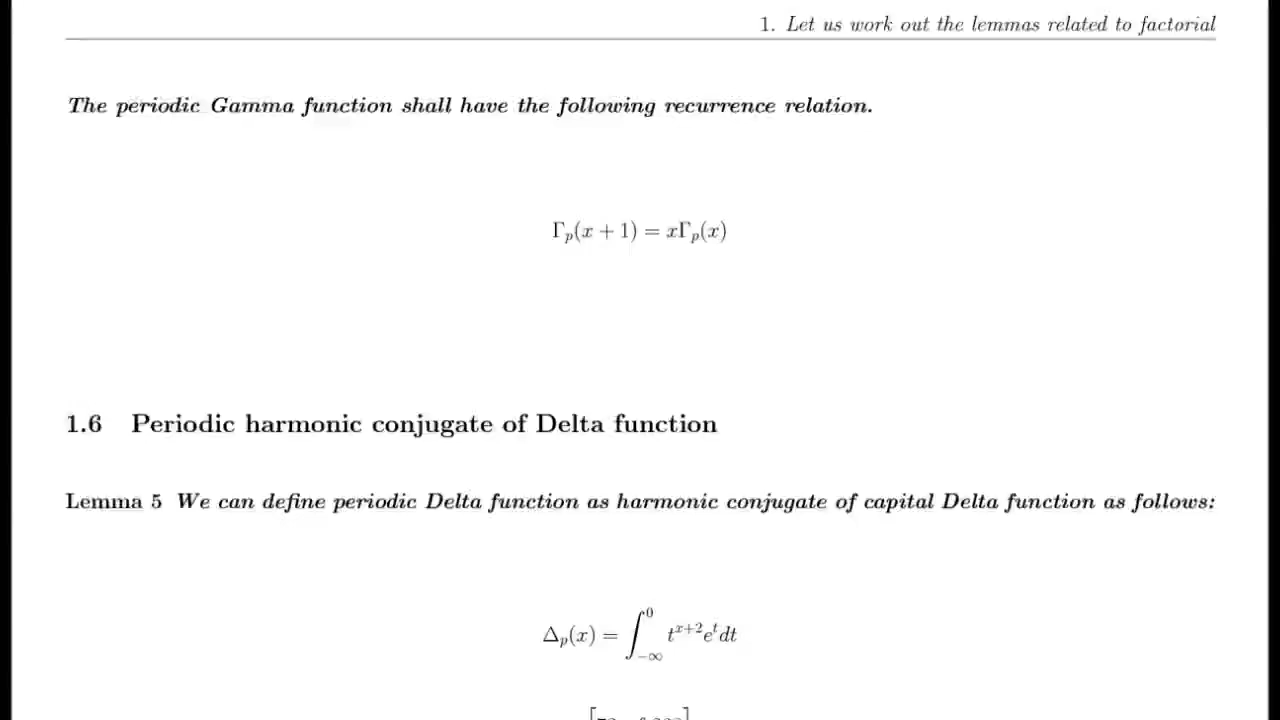 1. Let us work out the lemmas related to factorial
The periodic Gamma function shall have the following recurrence relation.
Γₚ(x + 1) = xΓₚ(x)
1.6 Periodic harmonic conjugate of Delta function
Lemma 5 We can define periodic Delta function as harmonic conjugate of capital Delta function as follows:
Δₚ(x) = ∫_{-∞}^{0} t^{x+2}e^{t}dt